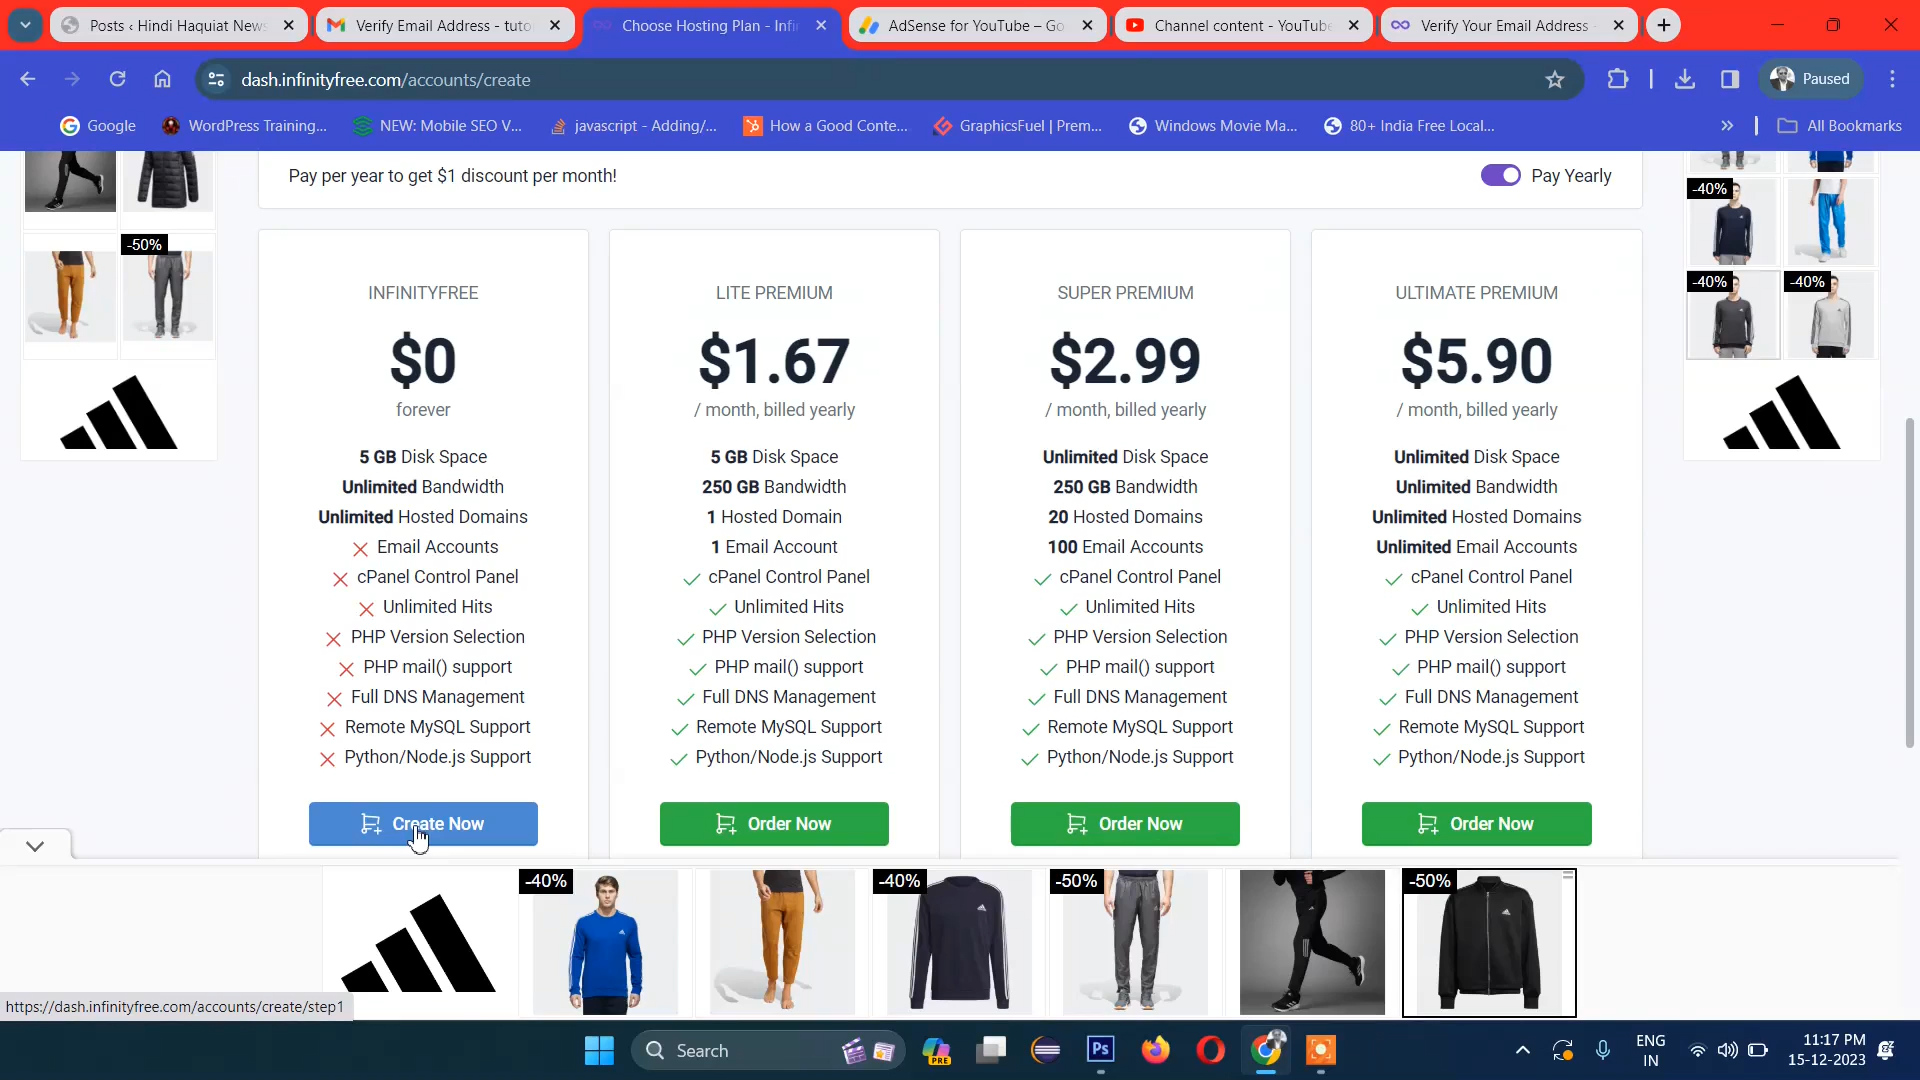 Posts ‹ Hindi Haquiat News
Verify Email Address - tuto
Choose Hosting Plan - Infi
AdSense for YouTube – Go
Channel content - YouTube
Verify Your Email Address -
dash.infinityfree.com/accounts/create
Paused
Google
WordPress Training...
NEW: Mobile SEO V...
javascript - Adding/...
How a Good Conte...
GraphicsFuel | Prem...
Windows Movie Ma...
80+ India Free Local...
All Bookmarks
Pay per year to get $1 discount per month!
Pay Yearly
-50%
-40%
-40%
-40%
INFINITYFREE
$0
forever
5 GB Disk Space
Unlimited Bandwidth
Unlimited Hosted Domains
Email Accounts
cPanel Control Panel
Unlimited Hits
PHP Version Selection
PHP mail() support
Full DNS Management
Remote MySQL Support
Python/Node.js Support
Create Now
LITE PREMIUM
$1.67
/ month, billed yearly
5 GB Disk Space
250 GB Bandwidth
1 Hosted Domain
1 Email Account
cPanel Control Panel
Unlimited Hits
PHP Version Selection
PHP mail() support
Full DNS Management
Remote MySQL Support
Python/Node.js Support
Order Now
SUPER PREMIUM
$2.99
/ month, billed yearly
Unlimited Disk Space
250 GB Bandwidth
20 Hosted Domains
100 Email Accounts
cPanel Control Panel
Unlimited Hits
PHP Version Selection
PHP mail() support
Full DNS Management
Remote MySQL Support
Python/Node.js Support
Order Now
ULTIMATE PREMIUM
$5.90
/ month, billed yearly
Unlimited Disk Space
Unlimited Bandwidth
Unlimited Hosted Domains
Unlimited Email Accounts
cPanel Control Panel
Unlimited Hits
PHP Version Selection
PHP mail() support
Full DNS Management
Remote MySQL Support
Python/Node.js Support
Order Now
-40%
-40%
-50%
-50%
https://dash.infinityfree.com/accounts/create/step1
Search
PRE
Ps
ENG
IN
11:17 PM
15-12-2023